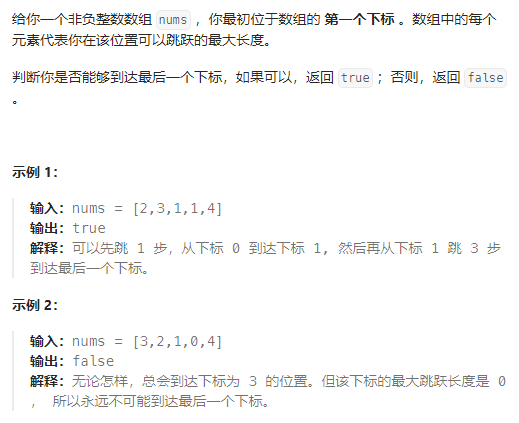 给你一个非负整数数组 nums ，你最初位于数组的 第一个下标 。数组中的每个
元素代表你在该位置可以跳跃的最大长度。
判断你是否能够到达最后一个下标，如果可以，返回 true ；否则，返回 false
。
示例 1：
输入：nums = [2,3,1,1,4]
输出：true
解释：可以先跳 1 步，从下标 0 到达下标 1, 然后再从下标 1 跳 3 步
到达最后一个下标。
示例 2：
输入：nums = [3,2,1,0,4]
输出：false
解释：无论怎样，总会到达下标为 3 的位置。但该下标的最大跳跃长度是 0
， 所以永远不可能到达最后一个下标。